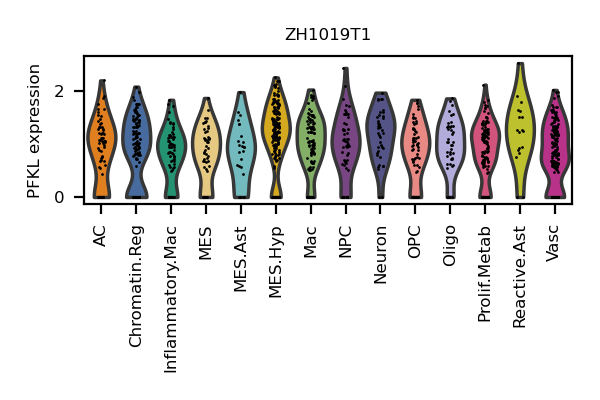 ZH1019T1
PFKL expression
2
0
AC
Chromatin.Reg
Inflammatory.Mac
MES
MES.Ast
MES.Hyp
Mac
NPC
Neuron
OPC
Oligo
Prolif.Metab
Reactive.Ast
Vasc